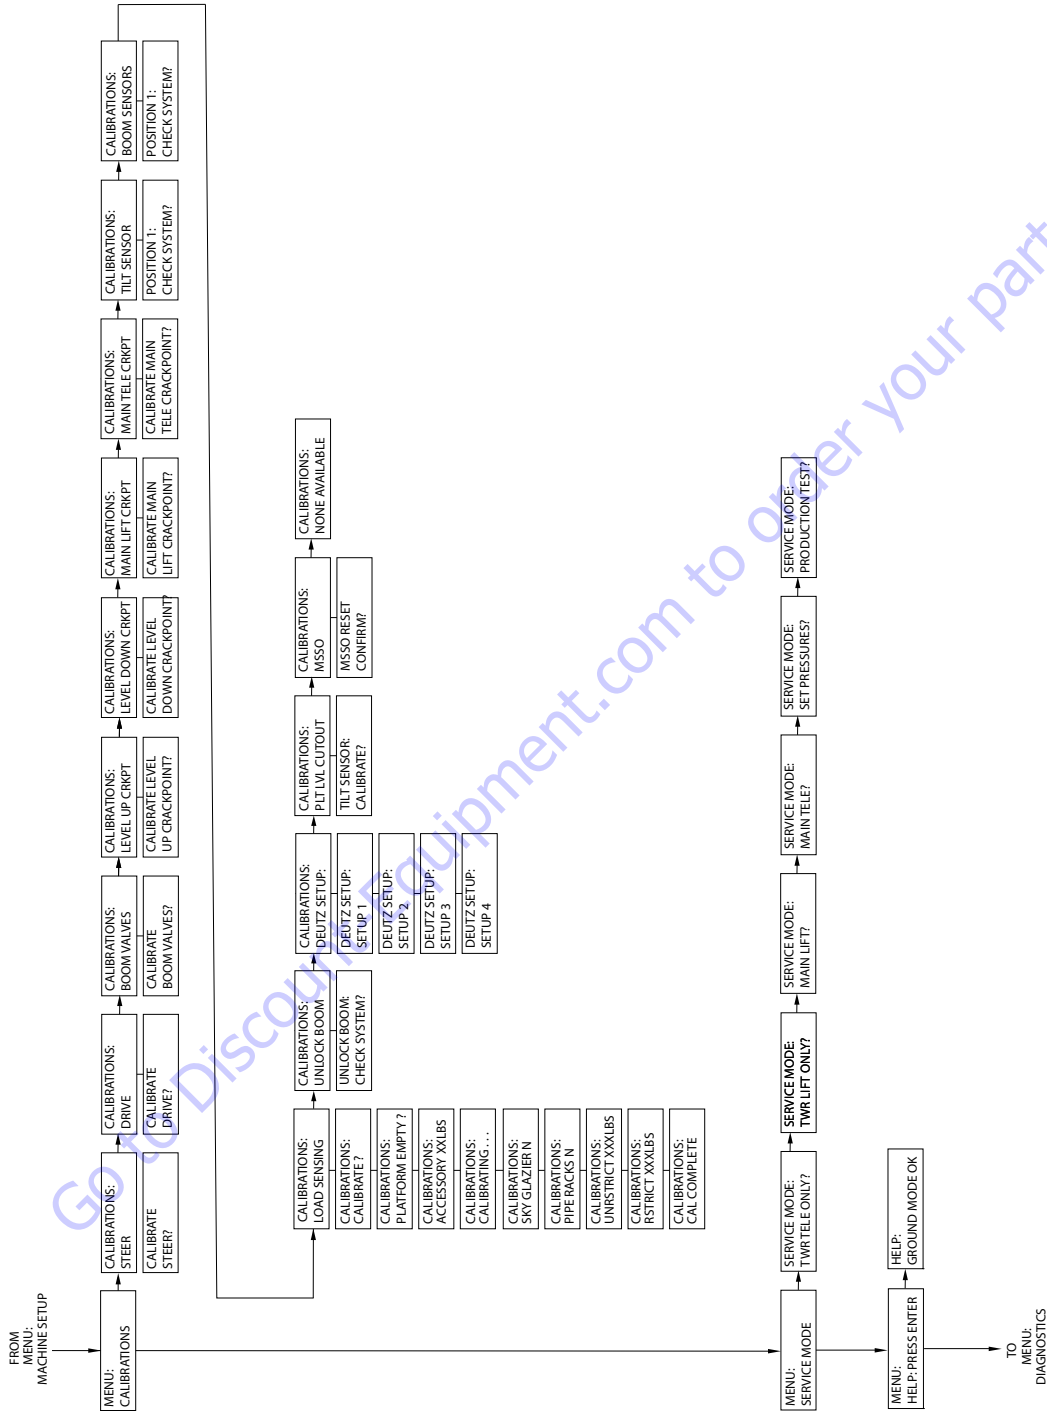 FROM
MENU:
MACHINE SETUP
MENU:
CALIBRATIONS
CALIBRATIONS:
STEER
CALIBRATE
STEER?
CALIBRATIONS:
DRIVE
CALIBRATE
DRIVE?
CALIBRATIONS:
BOOM VALVES
CALIBRATE
BOOM VALVES?
CALIBRATIONS:
LEVEL UP CRKPT
CALIBRATE LEVEL
UP CRACKPOINT?
CALIBRATIONS:
LEVEL DOWN CRKPT
CALIBRATE LEVEL
DOWN CRACKPOINT?
CALIBRATIONS:
MAIN LIFT CRKPT
CALIBRATE MAIN
LIFT CRACKPOINT?
CALIBRATIONS:
MAIN TELE CRKPT
CALIBRATE MAIN
TELE CRACKPOINT?
CALIBRATIONS:
TILT SENSOR
POSITION 1:
CHECK SYSTEM?
CALIBRATIONS:
BOOM SENSORS
POSITION 1:
CHECK SYSTEM?
CALIBRATIONS:
LOAD SENSING
CALIBRATIONS:
CALIBRATE ?
CALIBRATIONS:
PLATFORM EMPTY ?
CALIBRATIONS:
ACCESSORY XXLBS
CALIBRATIONS:
CALIBRATING. . .
CALIBRATIONS:
SKY GLAZIER N
CALIBRATIONS:
PIPE RACKS N
CALIBRATIONS:
UNRSTRICT XXXLBS
CALIBRATIONS:
RSTRICT XXXLBS
CALIBRATIONS:
CAL COMPLETE
CALIBRATIONS:
UNLOCK BOOM
UNLOCK BOOM:
CHECK SYSTEM?
CALIBRATIONS:
DEUTZ SETUP:
DEUTZ SETUP:
SETUP 1
DEUTZ SETUP:
SETUP 2
DEUTZ SETUP:
SETUP 3
DEUTZ SETUP:
SETUP 4
CALIBRATIONS:
PLT LVL CUTOUT
TILT SENSOR:
CALIBRATE?
CALIBRATIONS:
MSSO
MSSO RESET
CONFIRM?
CALIBRATIONS:
NONE AVAILABLE
MENU:
SERVICE MODE
SERVICE MODE:
TWR TELE ONLY?
SERVICE MODE:
TWR LIFT ONLY?
SERVICE MODE:
MAIN LIFT?
SERVICE MODE:
MAIN TELE?
SERVICE MODE:
SET PRESSURES?
SERVICE MODE:
PRODUCTION TEST?
MENU:
HELP: PRESS ENTER
HELP:
GROUND MODE OK
TO
MENU:
DIAGNOSTICS
Go to Discount-Equipment.com to order your part